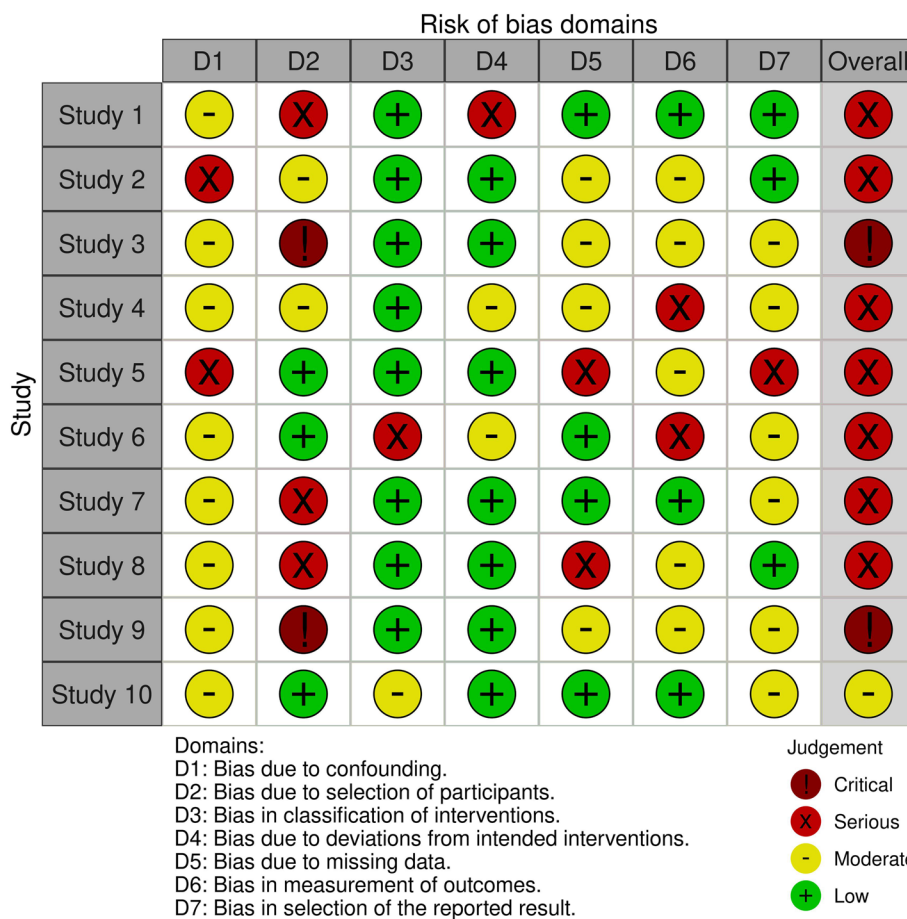 Risk of bias domains
D1 D2 D3 D4 D5 D6 D7 Overall
Study
Study 1 - X + X + + + X
Study 2 X - + + - - + X
Study 3 - ! + + - - - !
Study 4 - - + - - X - X
Study 5 X + + + X - X X
Study 6 - + X - + X - X
Study 7 - X + + + + - X
Study 8 - X + + X - + X
Study 9 - ! + + - - - !
Study 10 - + - + + + - -
Domains:
D1: Bias due to confounding.
D2: Bias due to selection of participants.
D3: Bias in classification of interventions.
D4: Bias due to deviations from intended interventions.
D5: Bias due to missing data.
D6: Bias in measurement of outcomes.
D7: Bias in selection of the reported result.
Judgement
! Critical
X Serious
- Moderate
+ Low